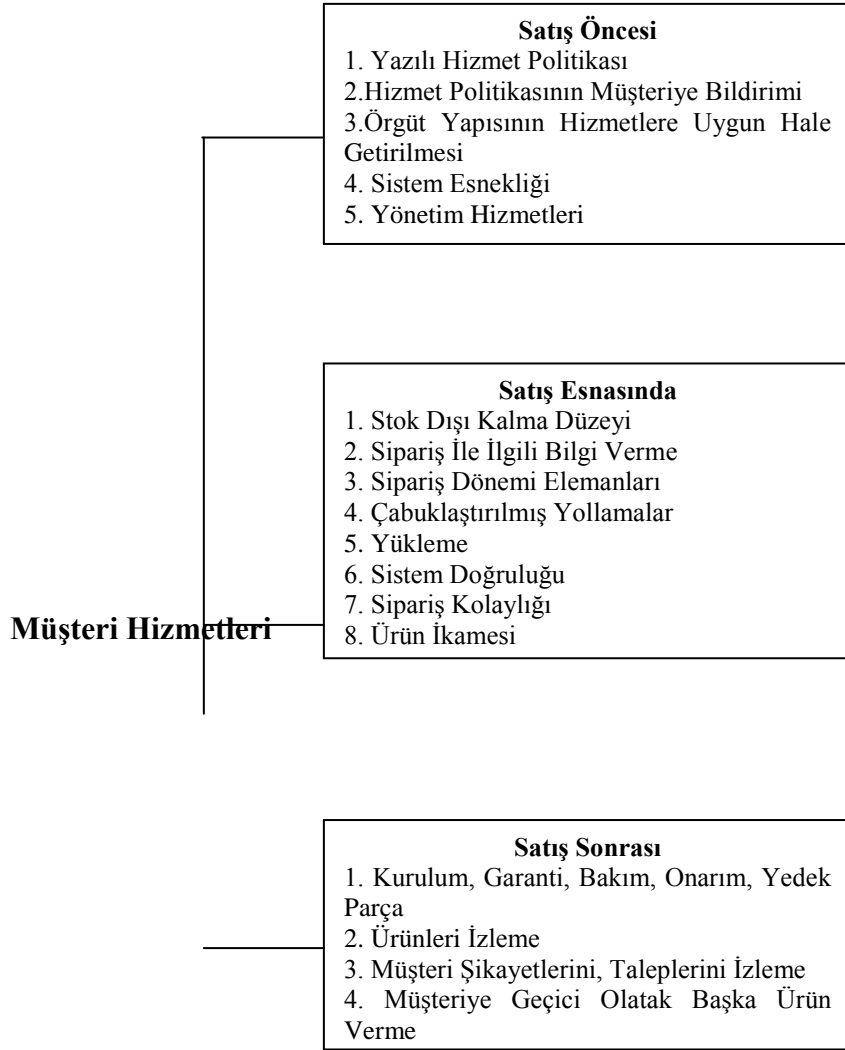 Satış Öncesi
1. Yazılı Hizmet Politikası
2.Hizmet Politikasının Müşteriye Bildirimi
3.Örgüt Yapısının Hizmetlere Uygun Hale
Getirilmesi
4. Sistem Esnekliği
5. Yönetim Hizmetleri
Satış Esnasında
1. Stok Dışı Kalma Düzeyi
2. Sipariş İle İlgili Bilgi Verme
3. Sipariş Dönemi Elemanları
4. Çabuklaştırılmış Yollamalar
5. Yükleme
6. Sistem Doğruluğu
7. Sipariş Kolaylığı
8. Ürün İkamesi
Müşteri Hizmetleri
Satış Sonrası
1. Kurulum, Garanti, Bakım, Onarım, Yedek
Parça
2. Ürünleri İzleme
3. Müşteri Şikayetlerini, Taleplerini İzleme
4. Müşteriye Geçici Olatak Başka Ürün
Verme